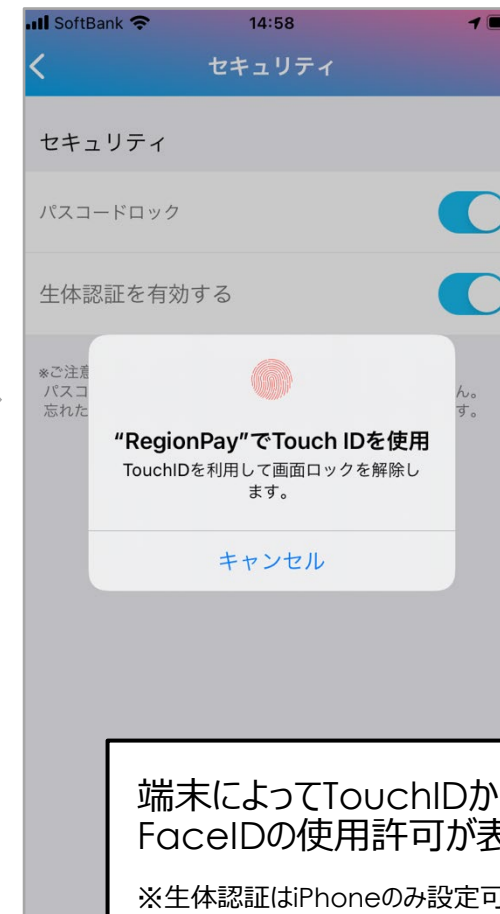 SoftBank 14:58
セキュリティ
セキュリティ
パスコードロック
生体認証を有効する
※ご注意
パスコ
ん。
忘れた
す。
“RegionPay”でTouch IDを使用
TouchIDを利用して画面ロックを解除し
ます。
キャンセル
端末によってTouchIDか
FaceIDの使用許可が表
※生体認証はiPhoneのみ設定可